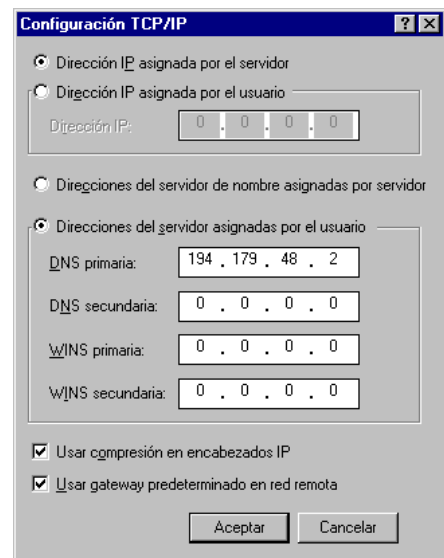 Configuración TCP/IP
Dirección IP asignada por el servidor
Dirección IP asignada por el usuario
Dirección IP: 0 . 0 . 0 . 0
Direcciones del servidor de nombre asignadas por servidor
Direcciones del servidor asignadas por el usuario
DNS primaria: 194 . 179 . 48 . 2
DNS secundaria: 0 . 0 . 0 . 0
WINS primaria: 0 . 0 . 0 . 0
WINS secundaria: 0 . 0 . 0 . 0
Usar compresión en encabezados IP
Usar gateway predeterminado en red remota
Aceptar Cancelar